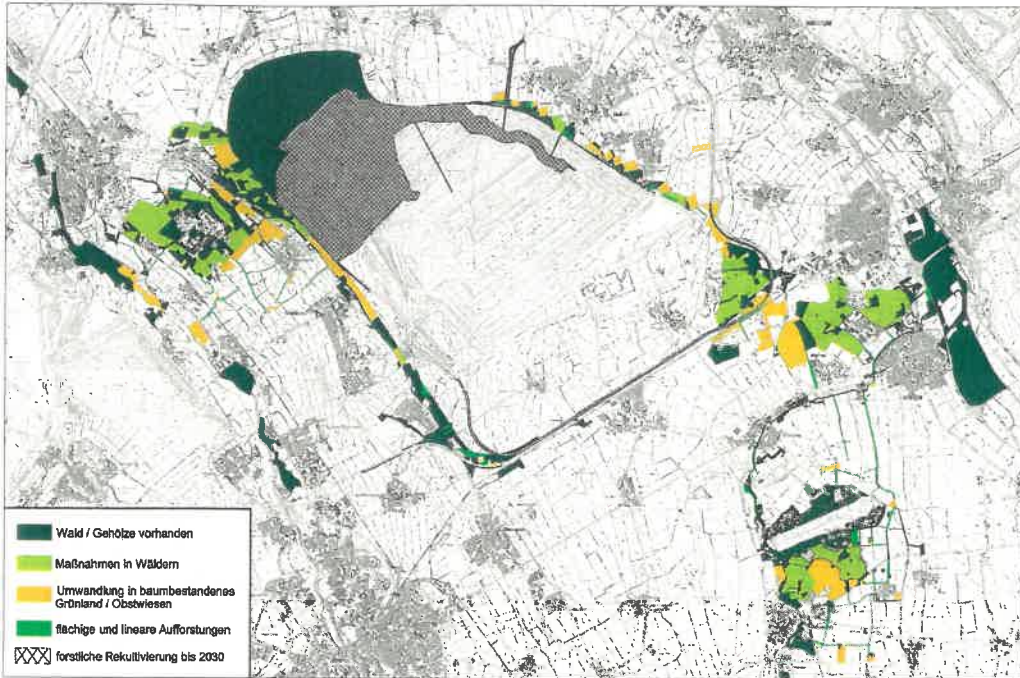 Wald / Gehölze vorhanden
Maßnahmen in Wäldern
Umwandlung in baumbestandenes
Grünland / Obstwiesen
flächige und lineare Aufforstungen
forstliche Rekultivierung bis 2030